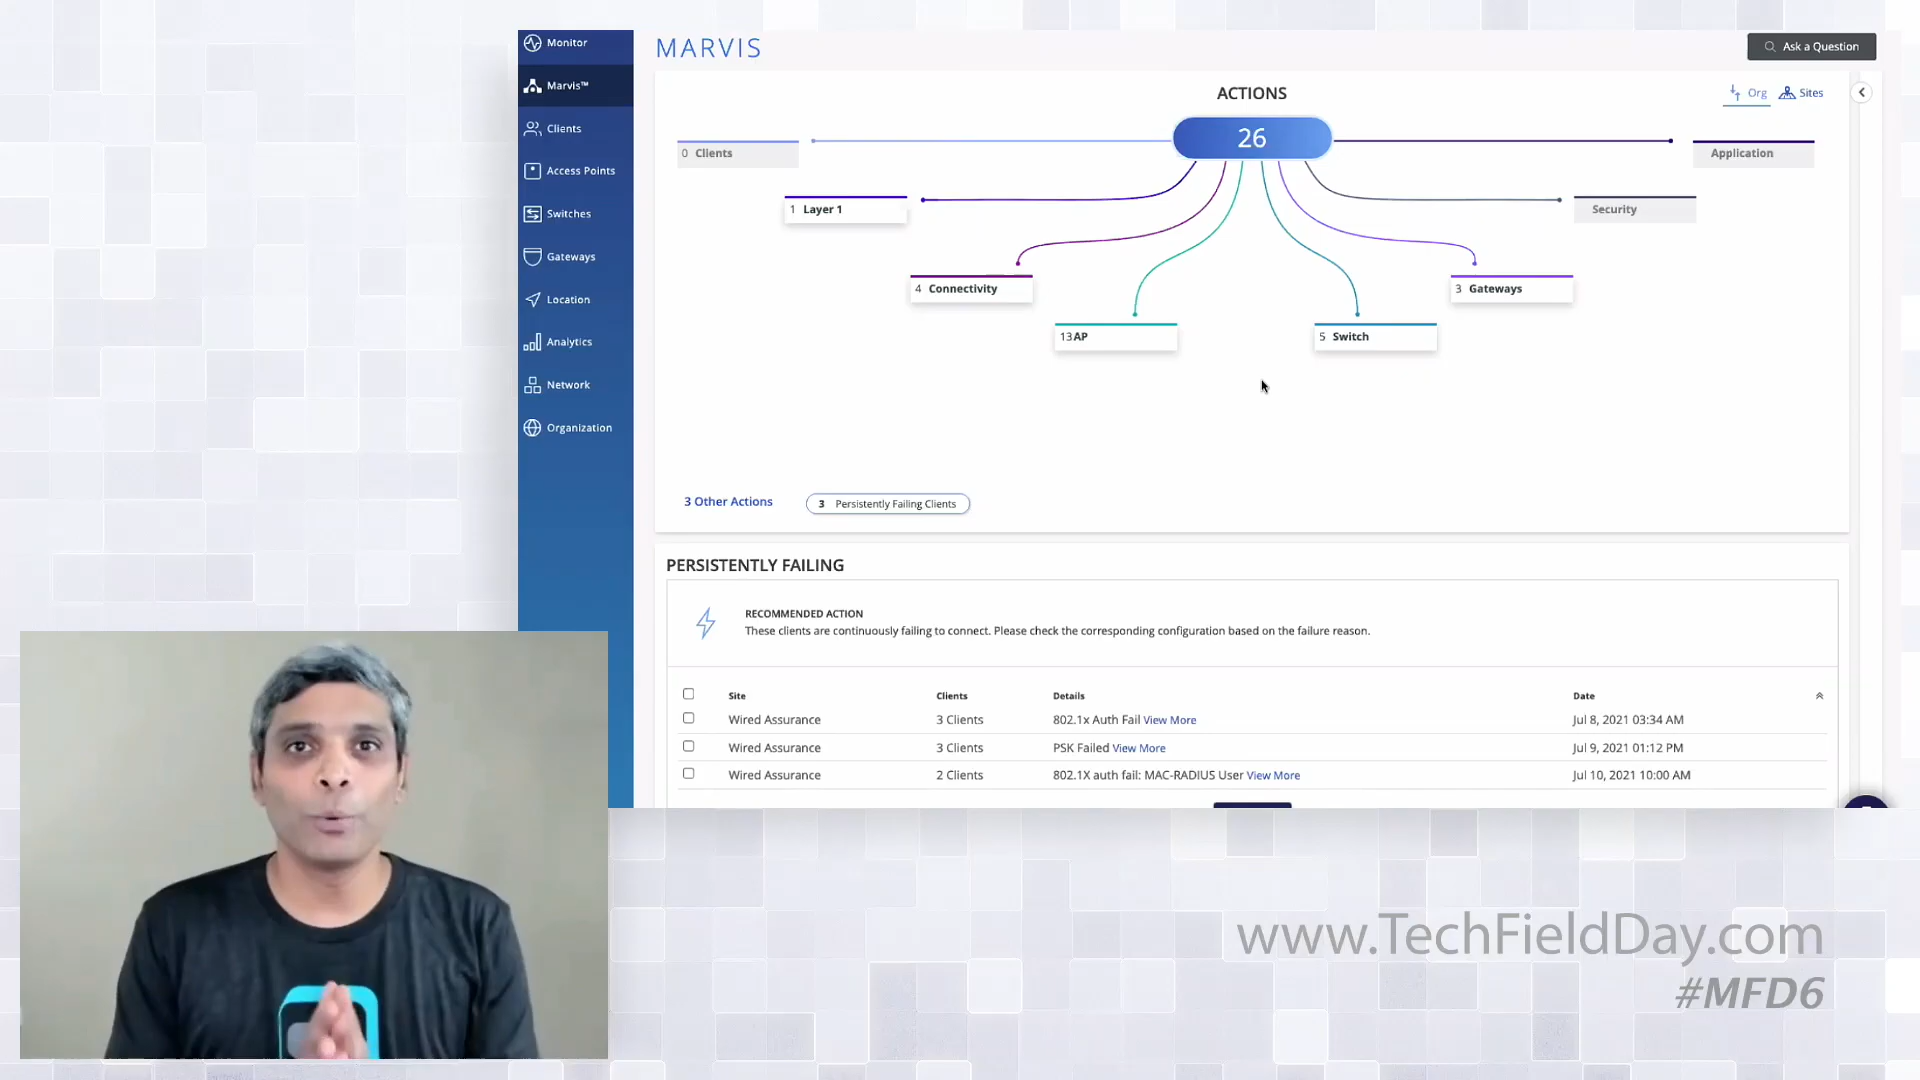 Monitor
Marvis™
Clients
Access Points
Switches
Gateways
Location
Analytics
Network
Organization
MARVIS
Ask a Question
ACTIONS
Org
Sites
26
0 Clients
Application
1 Layer 1
Security
4 Connectivity
3 Gateways
13 AP
5 Switch
3 Other Actions
3 Persistently Failing Clients
PERSISTENTLY FAILING
RECOMMENDED ACTION
These clients are continuously failing to connect. Please check the corresponding configuration based on the failure reason.
Site Clients Details Date
Wired Assurance 3 Clients 802.1x Auth Fail View More Jul 8, 2021 03:34 AM
Wired Assurance 3 Clients PSK Failed View More Jul 9, 2021 01:12 PM
Wired Assurance 2 Clients 802.1X auth fail: MAC-RADIUS User View More Jul 10, 2021 10:00 AM
www.TechFieldDay.com
#MFD6